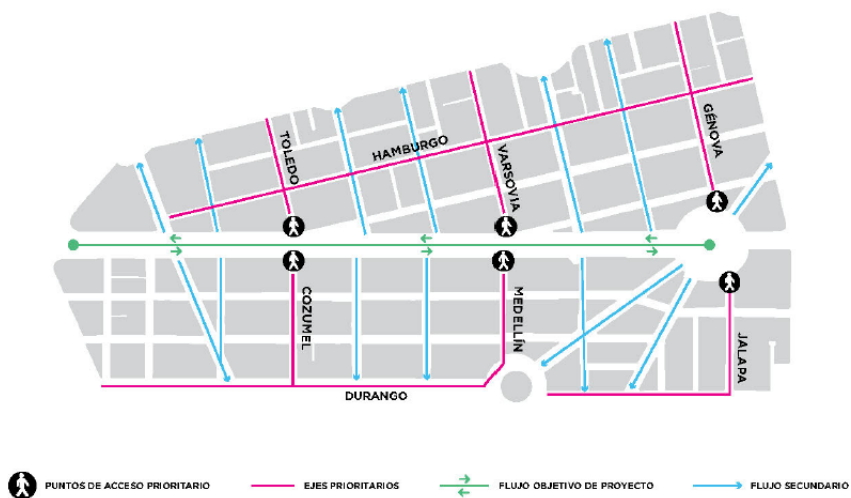 GÉNOVA
TOLEDO
HAMBURGO
VARSOVIA
COZUMEL
MEDELLÍN
JALAPA
DURANGO
PUNTOS DE ACCESO PRIORITARIO
EJES PRIORITARIOS
FLUJO OBJETIVO DE PROYECTO
FLUJO SECUNDARIO